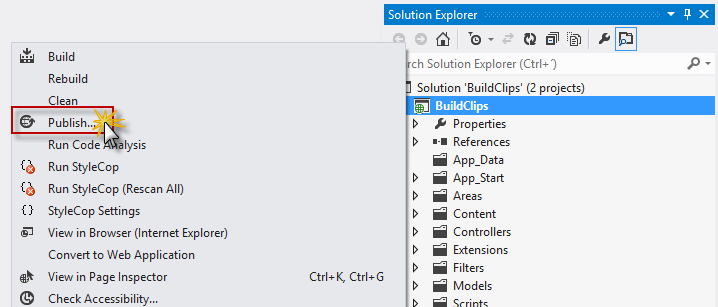 Build
Rebuild
Clean
Publish...
Run Code Analysis
Run StyleCop
Run StyleCop (Rescan All)
StyleCop Settings
View in Browser (Internet Explorer)
Convert to Web Application
View in Page Inspector Ctrl+K, Ctrl+G
Check Accessibility...
Solution Explorer
Search Solution Explorer (Ctrl+´)
Solution 'BuildClips' (2 projects)
BuildClips
Properties
References
App_Data
App_Start
Areas
Content
Controllers
Extensions
Filters
Models
Scripts